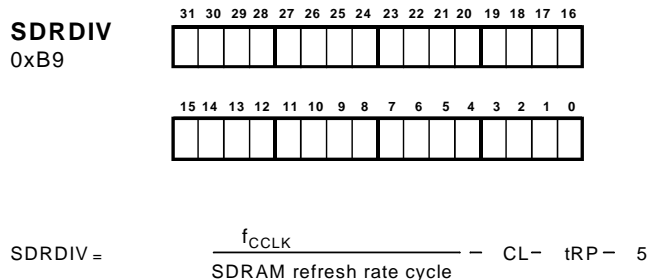 31 30 29 28 27 26 25 24 23 22 21 20 19 18 17 16
SDRDIV
0xB9
15 14 13 12 11 10 9 8 7 6 5 4 3 2 1 0
fCCLK
SDRDIV = — CL— tRP — 5
SDRAM refresh rate cycle